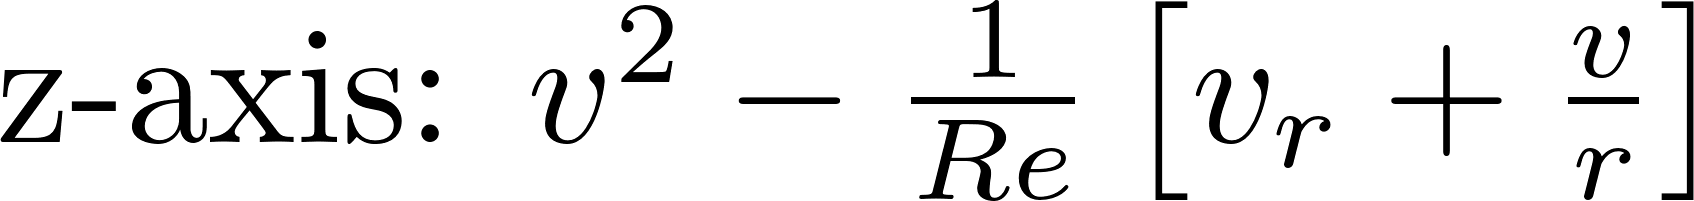 z-axis: $v^2 - \frac{1}{Re} \left[ v_r + \frac{v}{r} \right]$